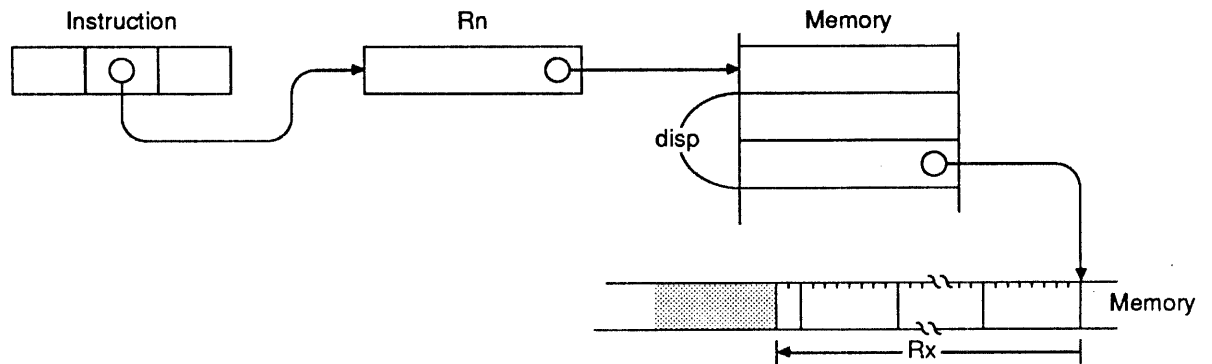 Instruction
Rn
Memory
disp
Memory
Rx